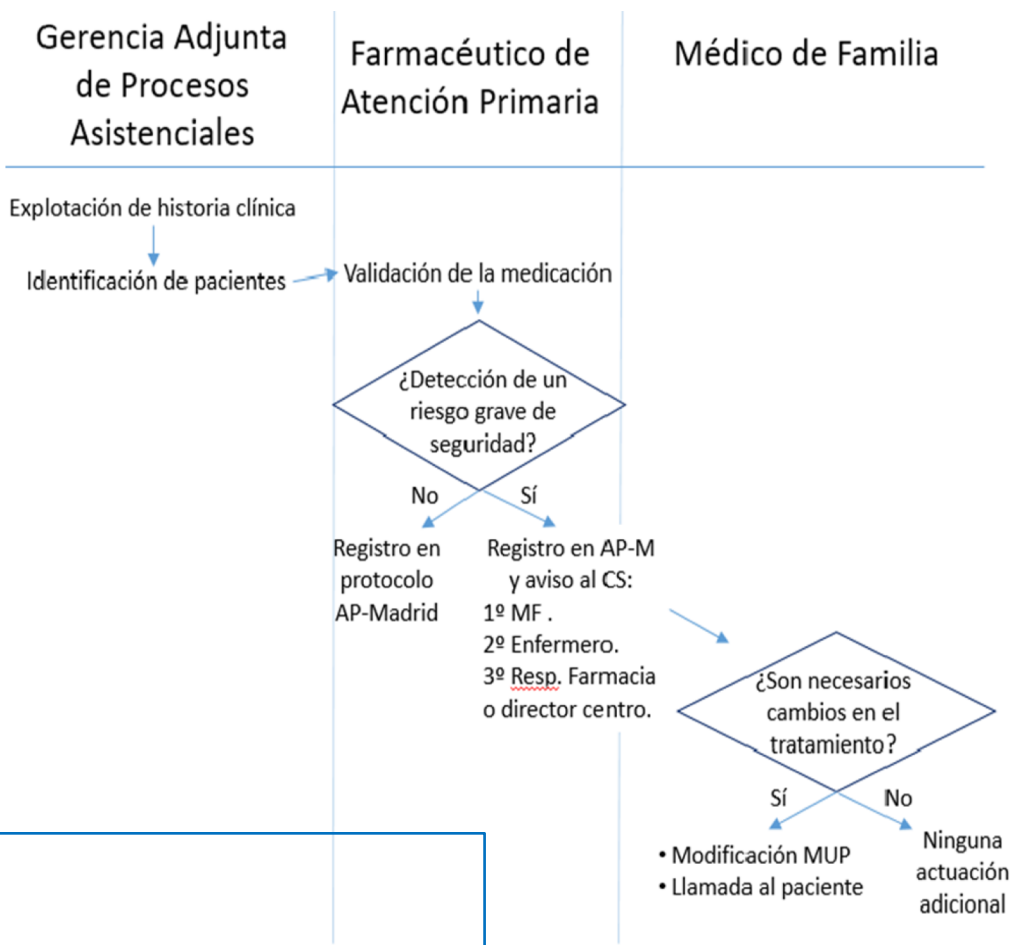 Gerencia Adjunta
de Procesos
Asistenciales
Farmacéutico de
Atención Primaria
Médico de Familia
Explotación de historia clínica
Identificación de pacientes
Validación de la medicación
¿Detección de un
riesgo grave de
seguridad?
No
Sí
Registro en
protocolo
AP-Madrid
Registro en AP-M
y aviso al CS:
1º MF .
2º Enfermero.
3º Resp. Farmacia
o director centro.
¿Son necesarios
cambios en el
tratamiento?
Sí
No
• Modificación MUP
• Llamada al paciente
Ninguna
actuación
adicional